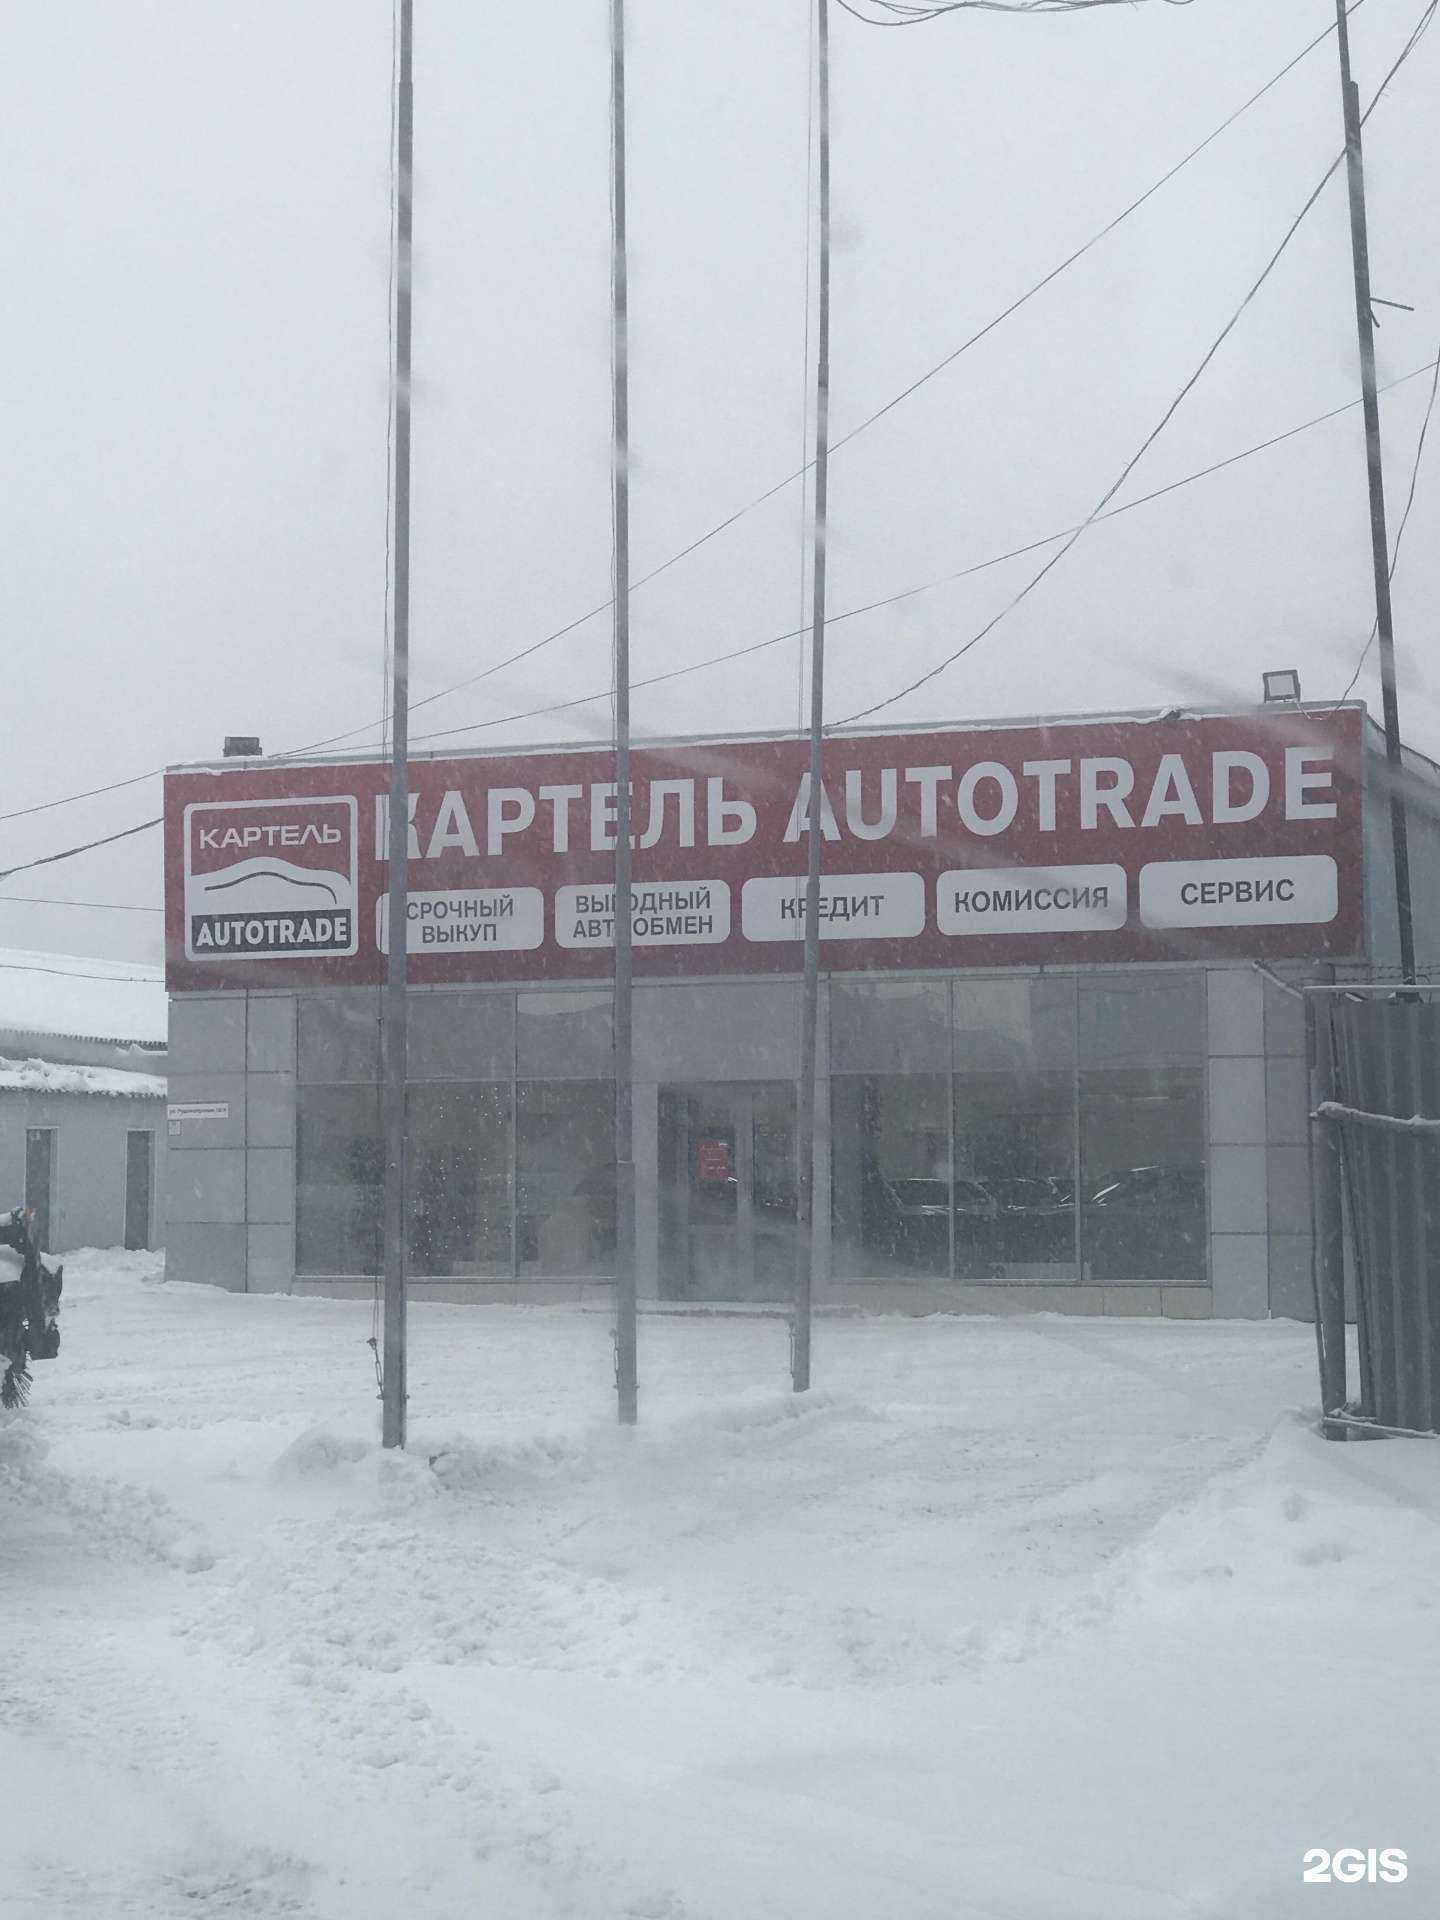 КАРТЕЛЬ AUTOTRADE
КАРТЕЛЬ
AUTOTRADE
СРОЧНЫЙ
ВЫКУП
ВЫГОДНЫЙ
АВТООБМЕН
КРЕДИТ
КОМИССИЯ
СЕРВИС
2GIS